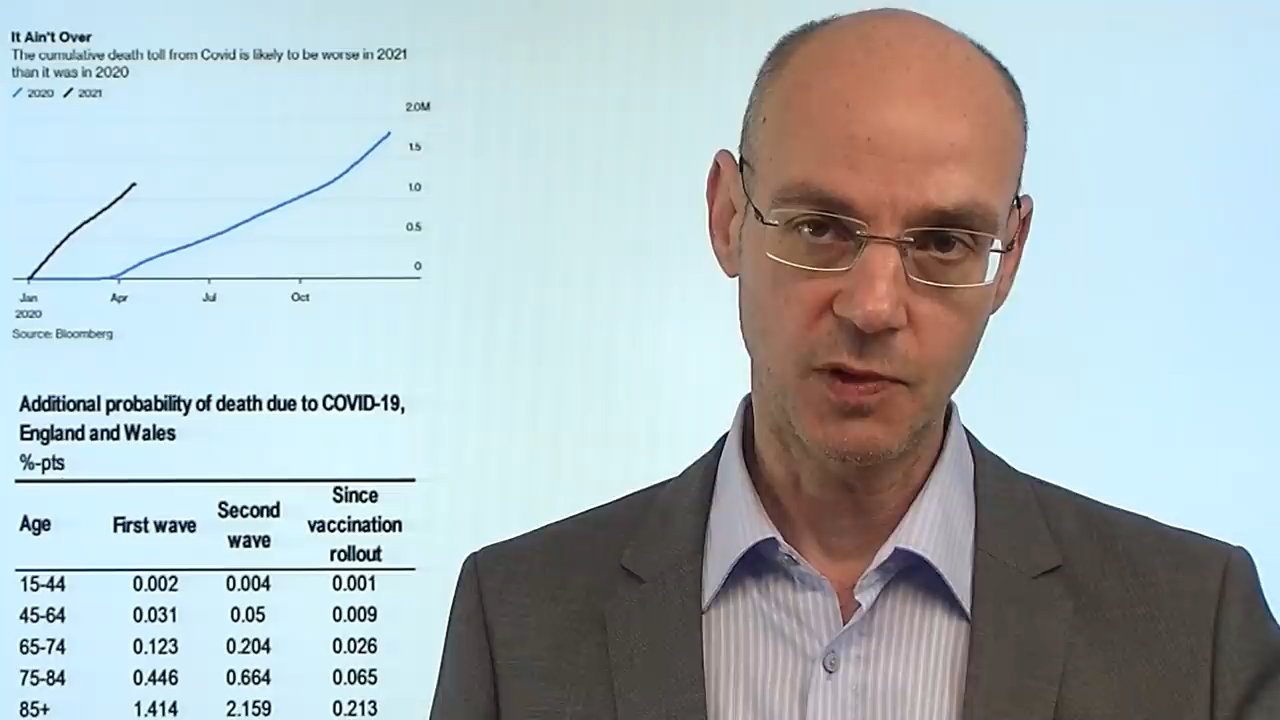 It Ain't Over
The cumulative death toll from Covid is likely to be worse in 2021
than it was in 2020
2020 2021
2.0M
1.5
1.0
0.5
0
Jan Apr Jul Oct
2020
Source: Bloomberg
Additional probability of death due to COVID-19,
England and Wales
%-pts
Age First wave Second wave Since vaccination rollout
15-44 0.002 0.004 0.001
45-64 0.031 0.05 0.009
65-74 0.123 0.204 0.026
75-84 0.446 0.664 0.065
85+ 1.414 2.159 0.213